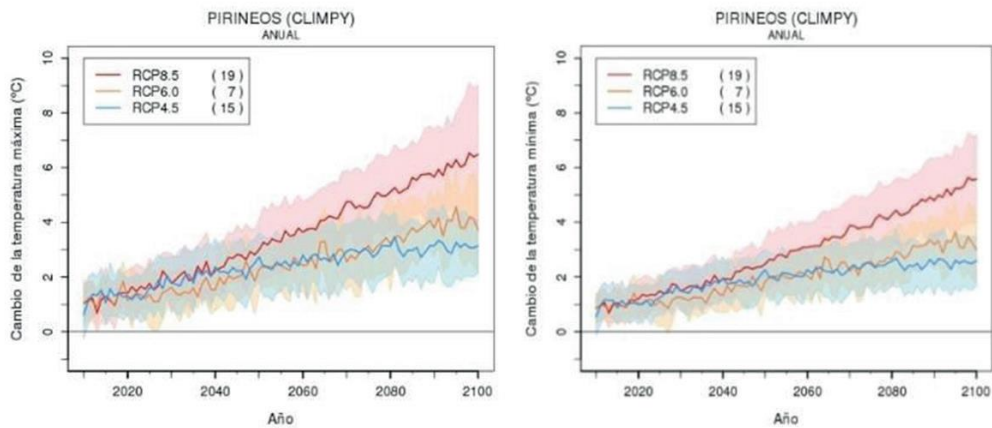 PIRINEOS (CLIMPY)
ANUAL
Cambio de la temperatura máxima (ºC)
10
8
6
4
2
0
RCP8.5 ( 19 )
RCP6.0 ( 7 )
RCP4.5 ( 15 )
2020 2040 2060 2080 2100
Año
PIRINEOS (CLIMPY)
ANUAL
Cambio de la temperatura mínima (ºC)
10
8
6
4
2
0
RCP8.5 ( 19 )
RCP6.0 ( 7 )
RCP4.5 ( 15 )
2020 2040 2060 2080 2100
Año